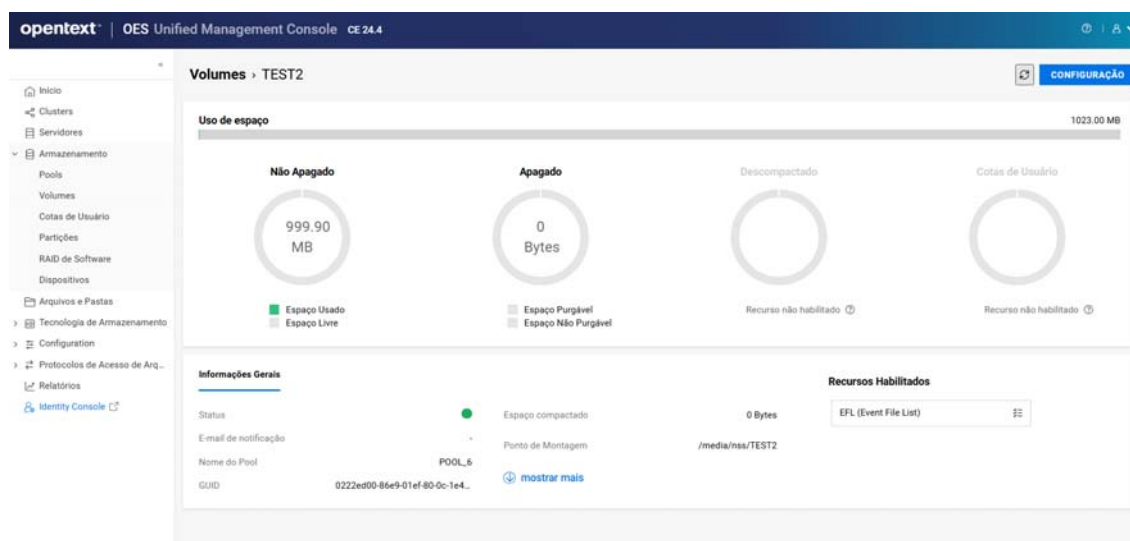 opentext™ | OES Unified Management Console CE 24.4
Início
Clusters
Servidores
Armazenamento
Pools
Volumes
Cotas de Usuário
Partições
RAID de Software
Dispositivos
Arquivos e Pastas
Tecnologia de Armazenamento
Configuration
Protocolos de Acesso de Arq...
Relatórios
Identity Console
Volumes › TEST2
CONFIGURAÇÃO
Uso de espaço 1023.00 MB
Não Apagado
999.90
MB
Espaço Usado
Espaço Livre
Apagado
0
Bytes
Espaço Purgável
Espaço Não Purgável
Descompactado
Recurso não habilitado
Cotas de Usuário
Recurso não habilitado
Informações Gerais
Status
E-mail de notificação -
Nome do Pool POOL_6
GUID 0222ed00-86e9-01ef-80-0c-1e4...
Espaço compactado 0 Bytes
Ponto de Montagem /media/nss/TEST2
mostrar mais
Recursos Habilitados
EFL (Event File List)